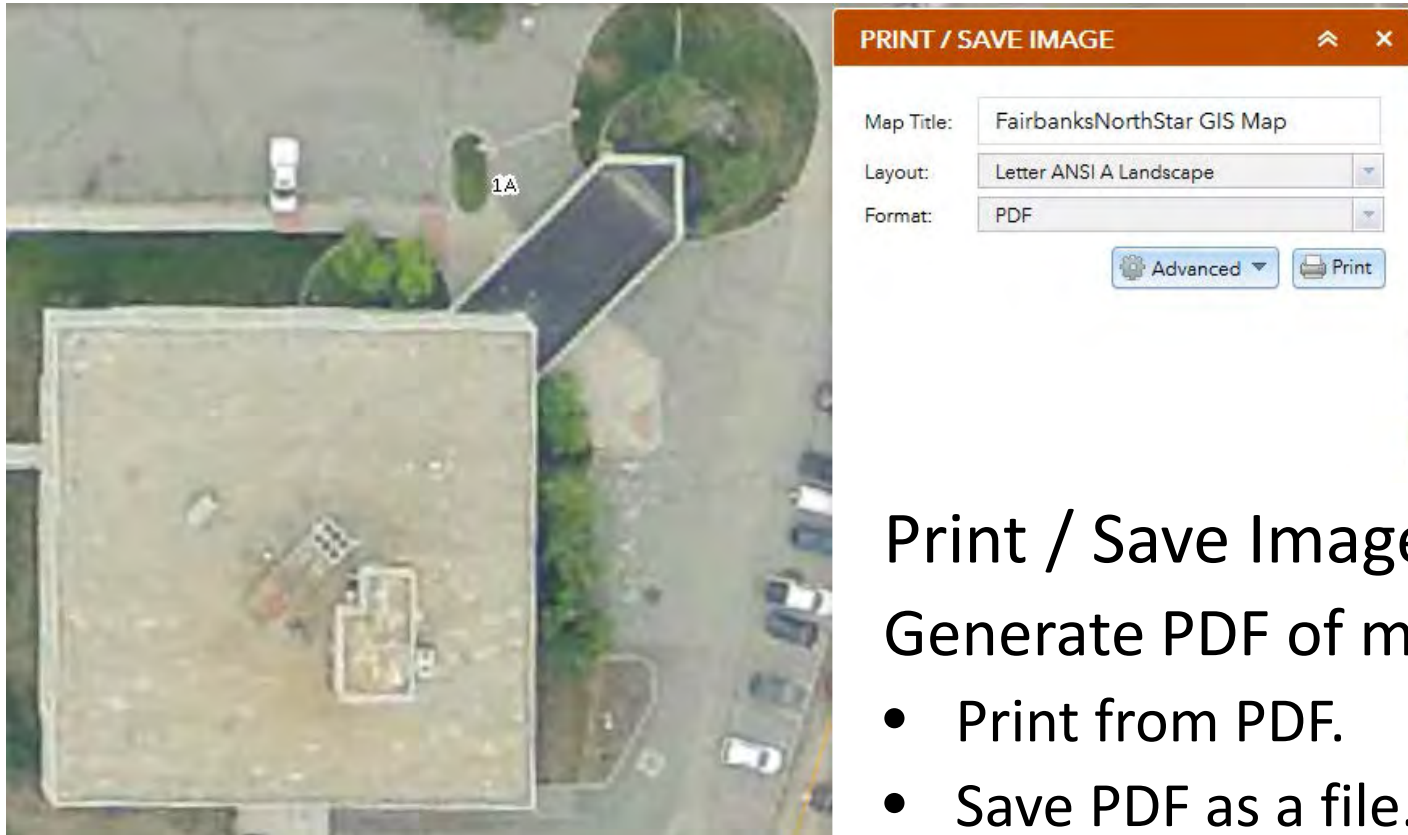 1A
PRINT / SAVE IMAGE
Map Title: FairbanksNorthStar GIS Map
Layout: Letter ANSI A Landscape
Format: PDF
Advanced Print
Print / Save Image
Generate PDF of m
• Print from PDF.
• Save PDF as a file.